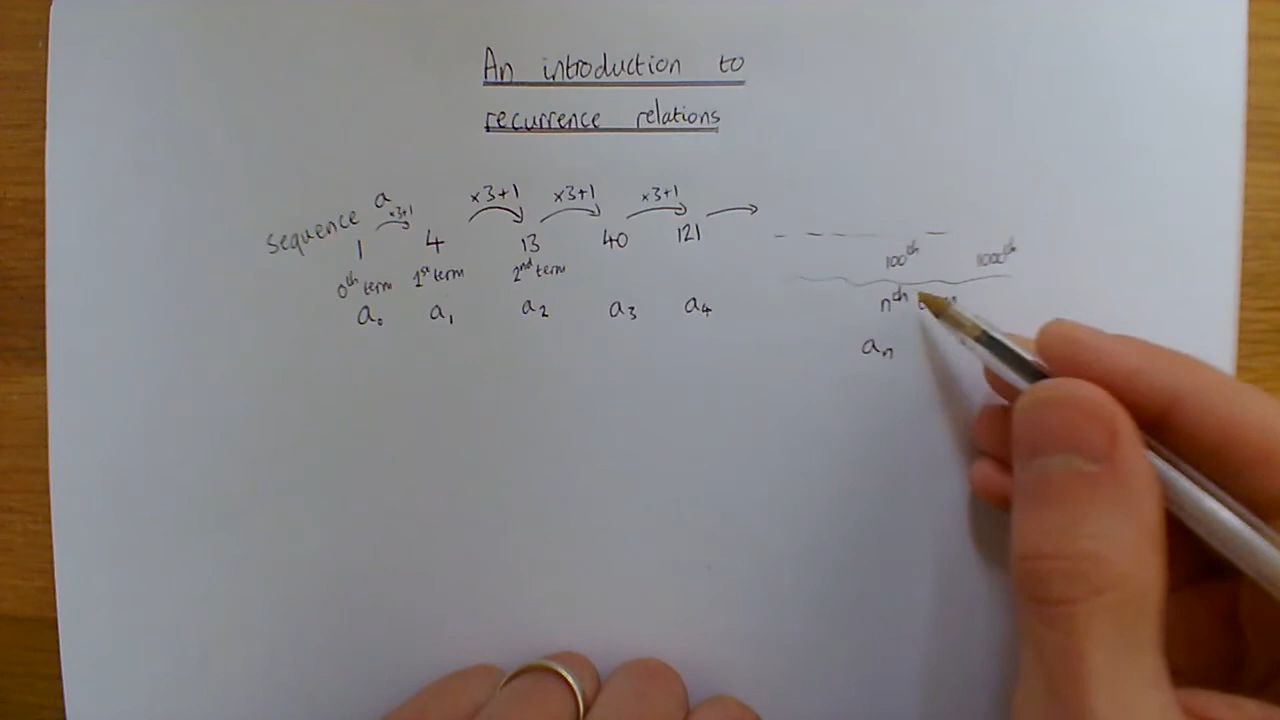 An introduction to
recurrence relations
sequence a
×3+1 ×3+1 ×3+1 ×3+1
1 4 13 40 121
100th 1000th
0th term 1st term 2nd term
nth
a0 a1 a2 a3 a4
an